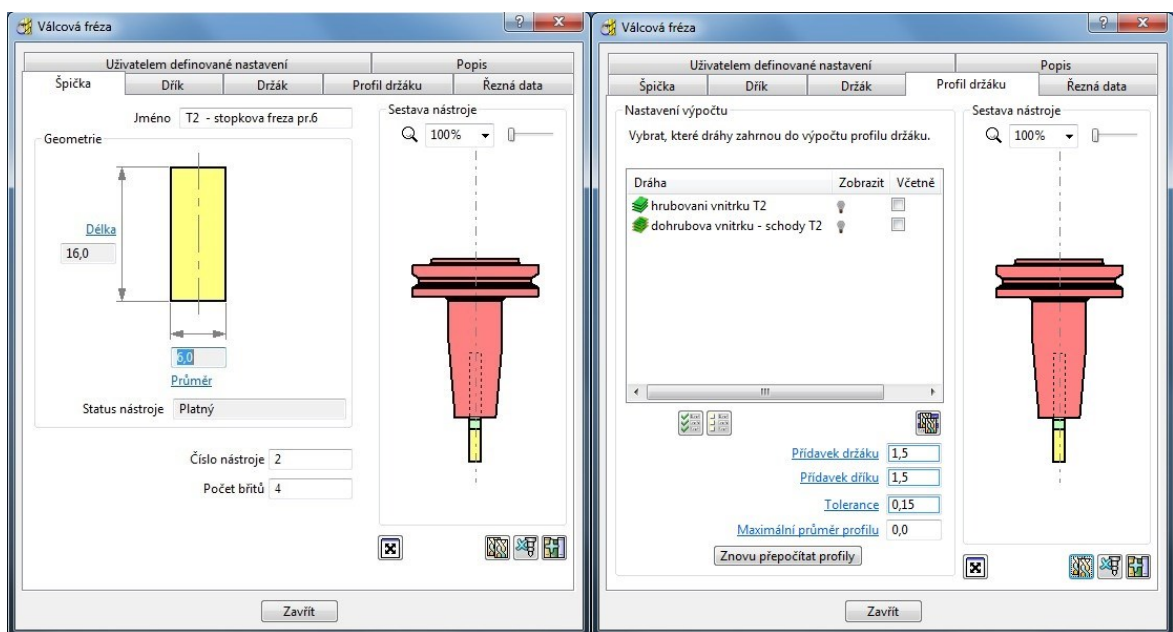 Válcová fréza
Uživatelem definované nastavení
Popis
Špička
Dřík
Držák
Profil držáku
Řezná data
Jméno T2 - stopkova freza pr.6
Geometrie
Délka
16,0
6,0
Průměr
Status nástroje Platný
Číslo nástroje 2
Počet břitů 4
Sestava nástroje
100%
Zavřít
Válcová fréza
Uživatelem definované nastavení
Popis
Špička
Dřík
Držák
Profil držáku
Řezná data
Nastavení výpočtu
Vybrat, které dráhy zahrnou do výpočtu profilu držáku.
Dráha Zobrazit Včetně
hrubovani vnitrku T2
dohrubova vnitrku - schody T2
Přídavek držáku 1,5
Přídavek dříku 1,5
Tolerance 0,15
Maximální průměr profilu 0,0
Znovu přepočítat profily
Sestava nástroje
100%
Zavřít